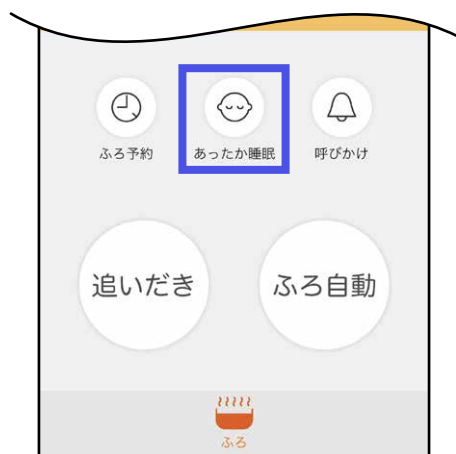 ふろ予約
あったか睡眠
呼びかけ
追いだき
ふろ自動
ふろ